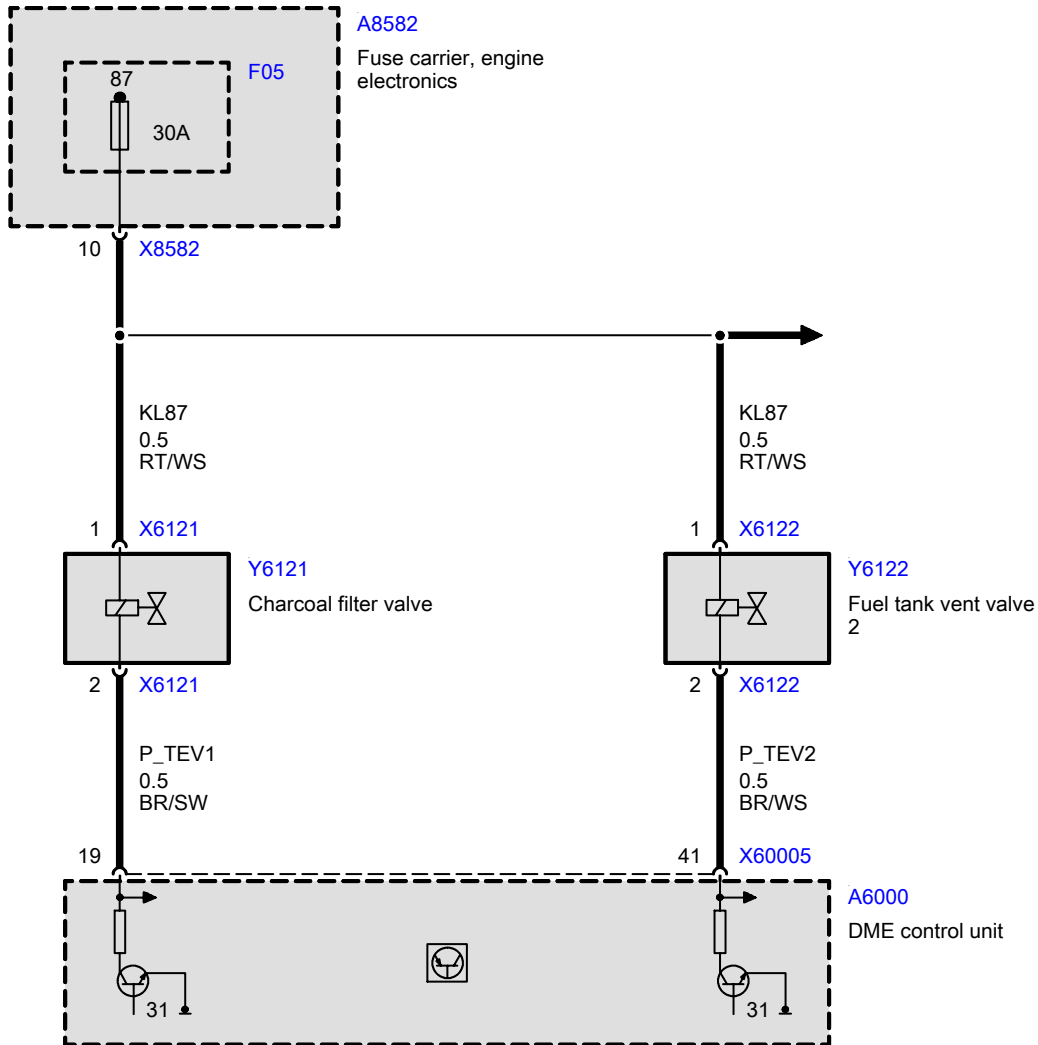 A8582
Fuse carrier, engine
electronics
F05
87
30A
10 X8582
KL87
0.5
RT/WS
KL87
0.5
RT/WS
1 X6121
1 X6122
Y6121
Charcoal filter valve
Y6122
Fuel tank vent valve
2
2 X6121
2 X6122
P_TEV1
0.5
BR/SW
P_TEV2
0.5
BR/WS
19
41 X60005
A6000
DME control unit
31
31